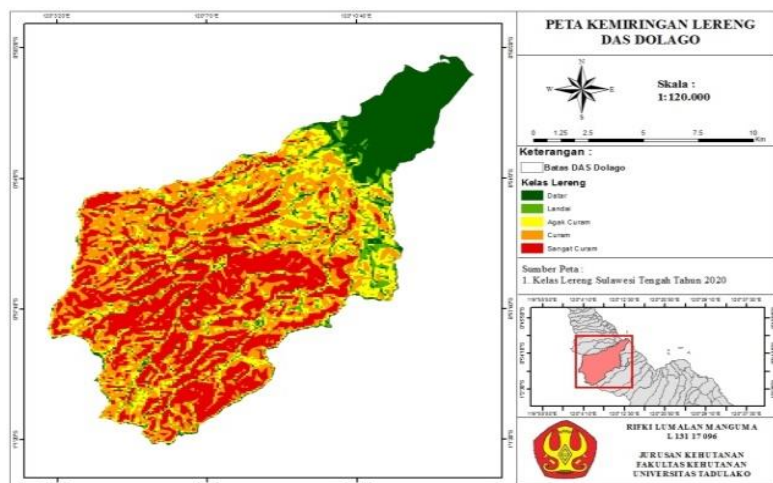 PETA KEMIRINGAN LERENG
DAS DOLAGO
N
W E
S
Skala :
1:120.000
0 1.25 2.5 5 7.5 10
Km
Keterangan :
Batas DAS Dolago
Kelas Lereng
Datar
Landai
Agak Curam
Curam
Sangat Curam
Sumber Peta :
1. Kelas Lereng Sulawesi Tengah Tahun 2020
RIFKI LUMALAN MANGUMA
L 131 17 096
JURUSAN KEHUTANAN
FAKULTAS KEHUTANAN
UNIVERSITAS TADULAKO